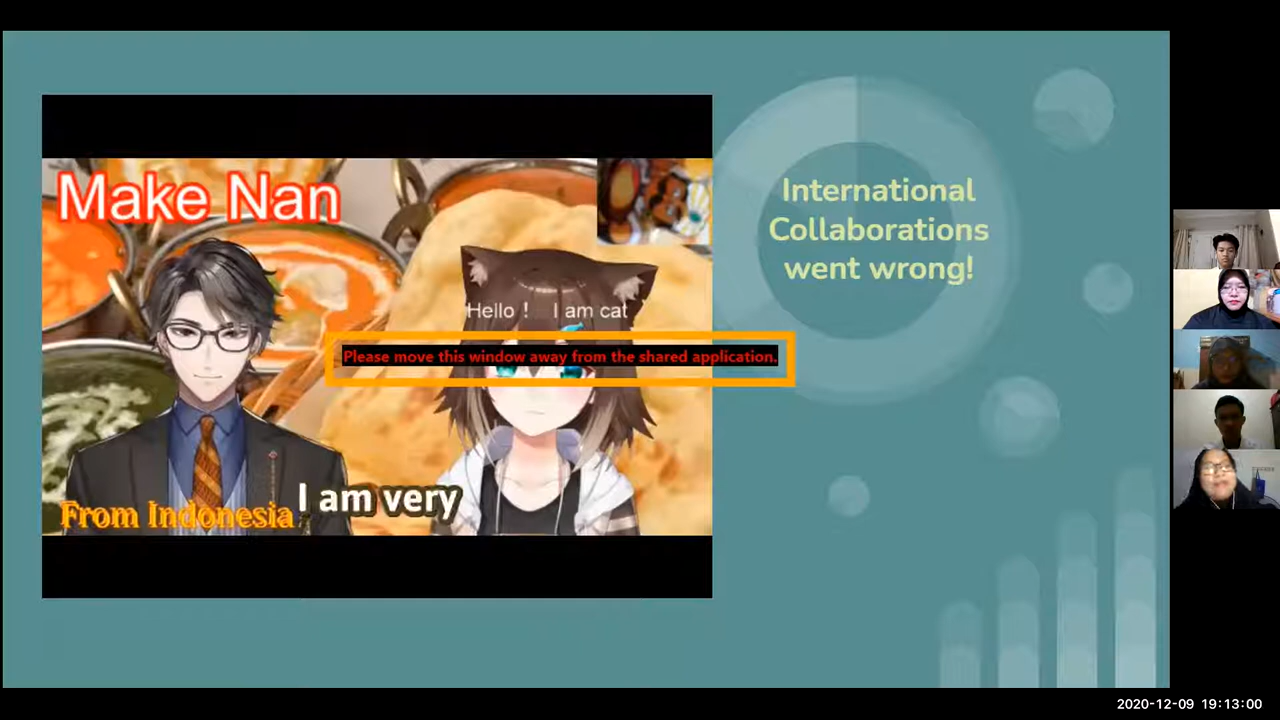 Make Nan
International
Collaborations
went wrong!
Hello！ I am cat
Please move this window away from the shared application.
I am very
From Indonesia
2020-12-09 19:13:00